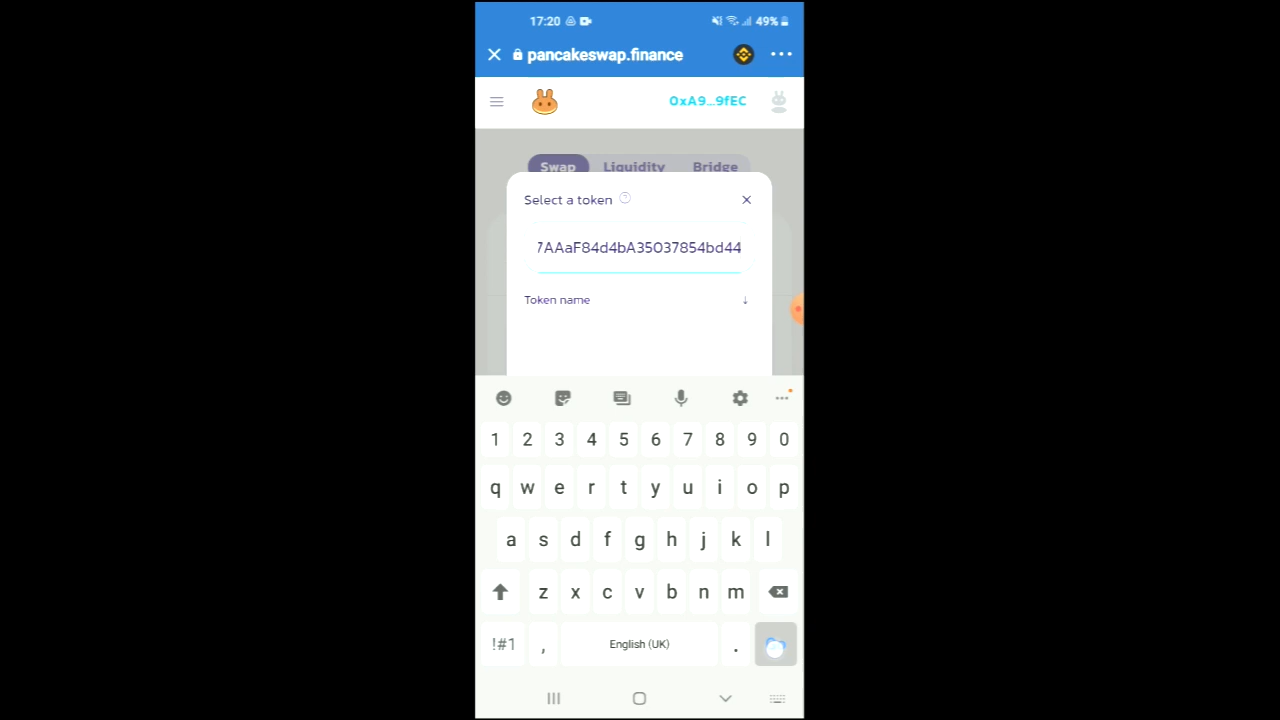 17:20 49%
pancakeswap.finance
0xA9...9fEC
Swap Liquidity Bridge
Select a token ?
7AAaF84d4bA35037854bd44
Token name ↓
1 2 3 4 5 6 7 8 9 0
q w e r t y u i o p
a s d f g h j k l
z x c v b n m
!#1 , English (UK) .